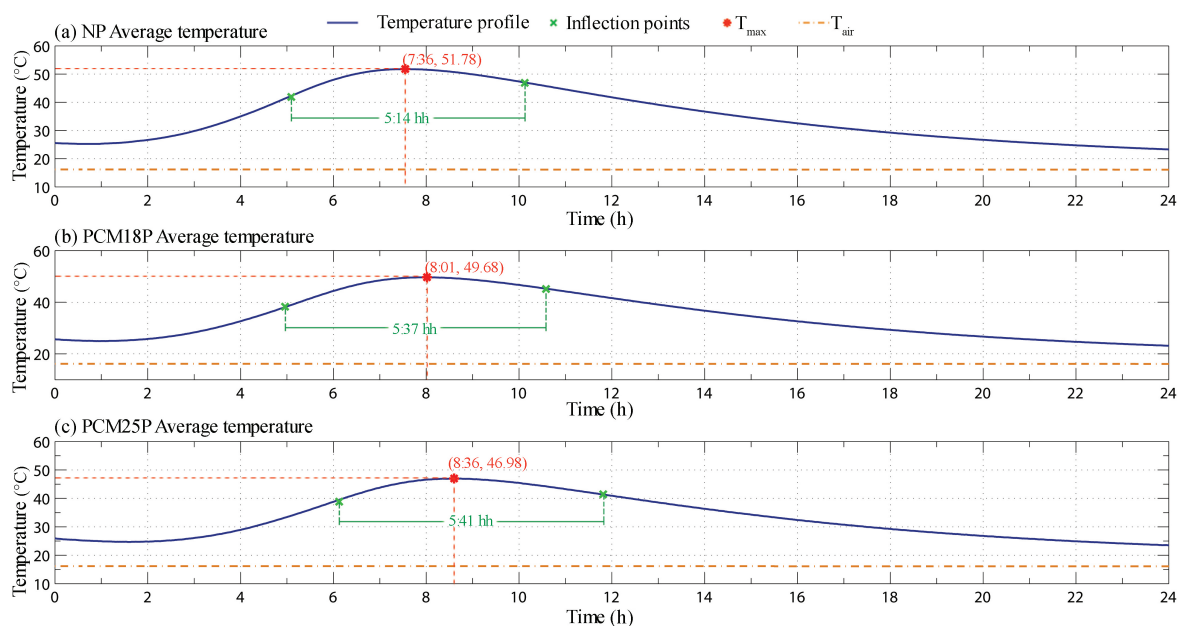 Temperature profile Inflection points Tmax Tair
(a) NP Average temperature
Temperature (°C)
60
50
40
30
20
10
(7:36, 51.78)
5:14 hh
0 2 4 6 8 10 12 14 16 18 20 22 24
Time (h)
(b) PCM18P Average temperature
Temperature (°C)
60
40
20
(8:01, 49.68)
5:37 hh
0 2 4 6 8 10 12 14 16 18 20 22 24
Time (h)
(c) PCM25P Average temperature
Temperature (°C)
60
50
40
30
20
10
(8:36, 46.98)
5:41 hh
0 2 4 6 8 10 12 14 16 18 20 22 24
Time (h)